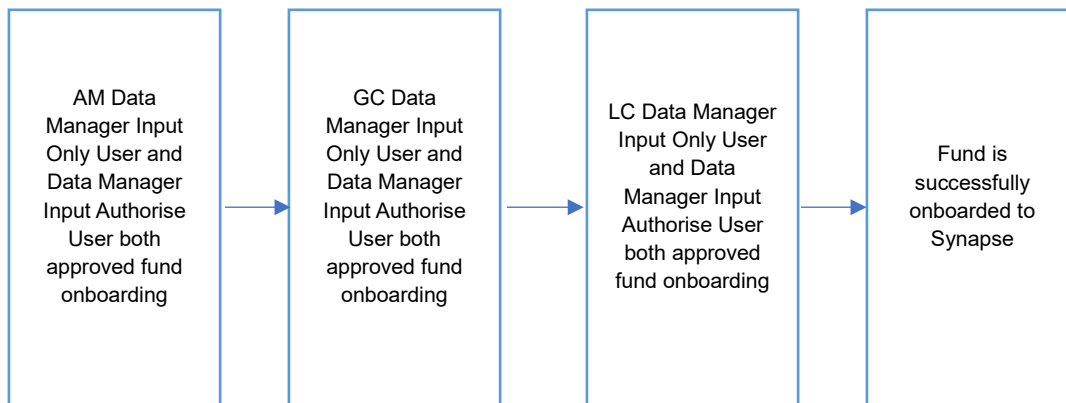 AM Data
Manager Input
Only User and
Data Manager
Input Authorise
User both
approved fund
onboarding
GC Data
Manager Input
Only User and
Data Manager
Input Authorise
User both
approved fund
onboarding
LC Data Manager
Input Only User
and Data
Manager Input
Authorise User
both approved
fund onboarding
Fund is
successfully
onboarded to
Synapse